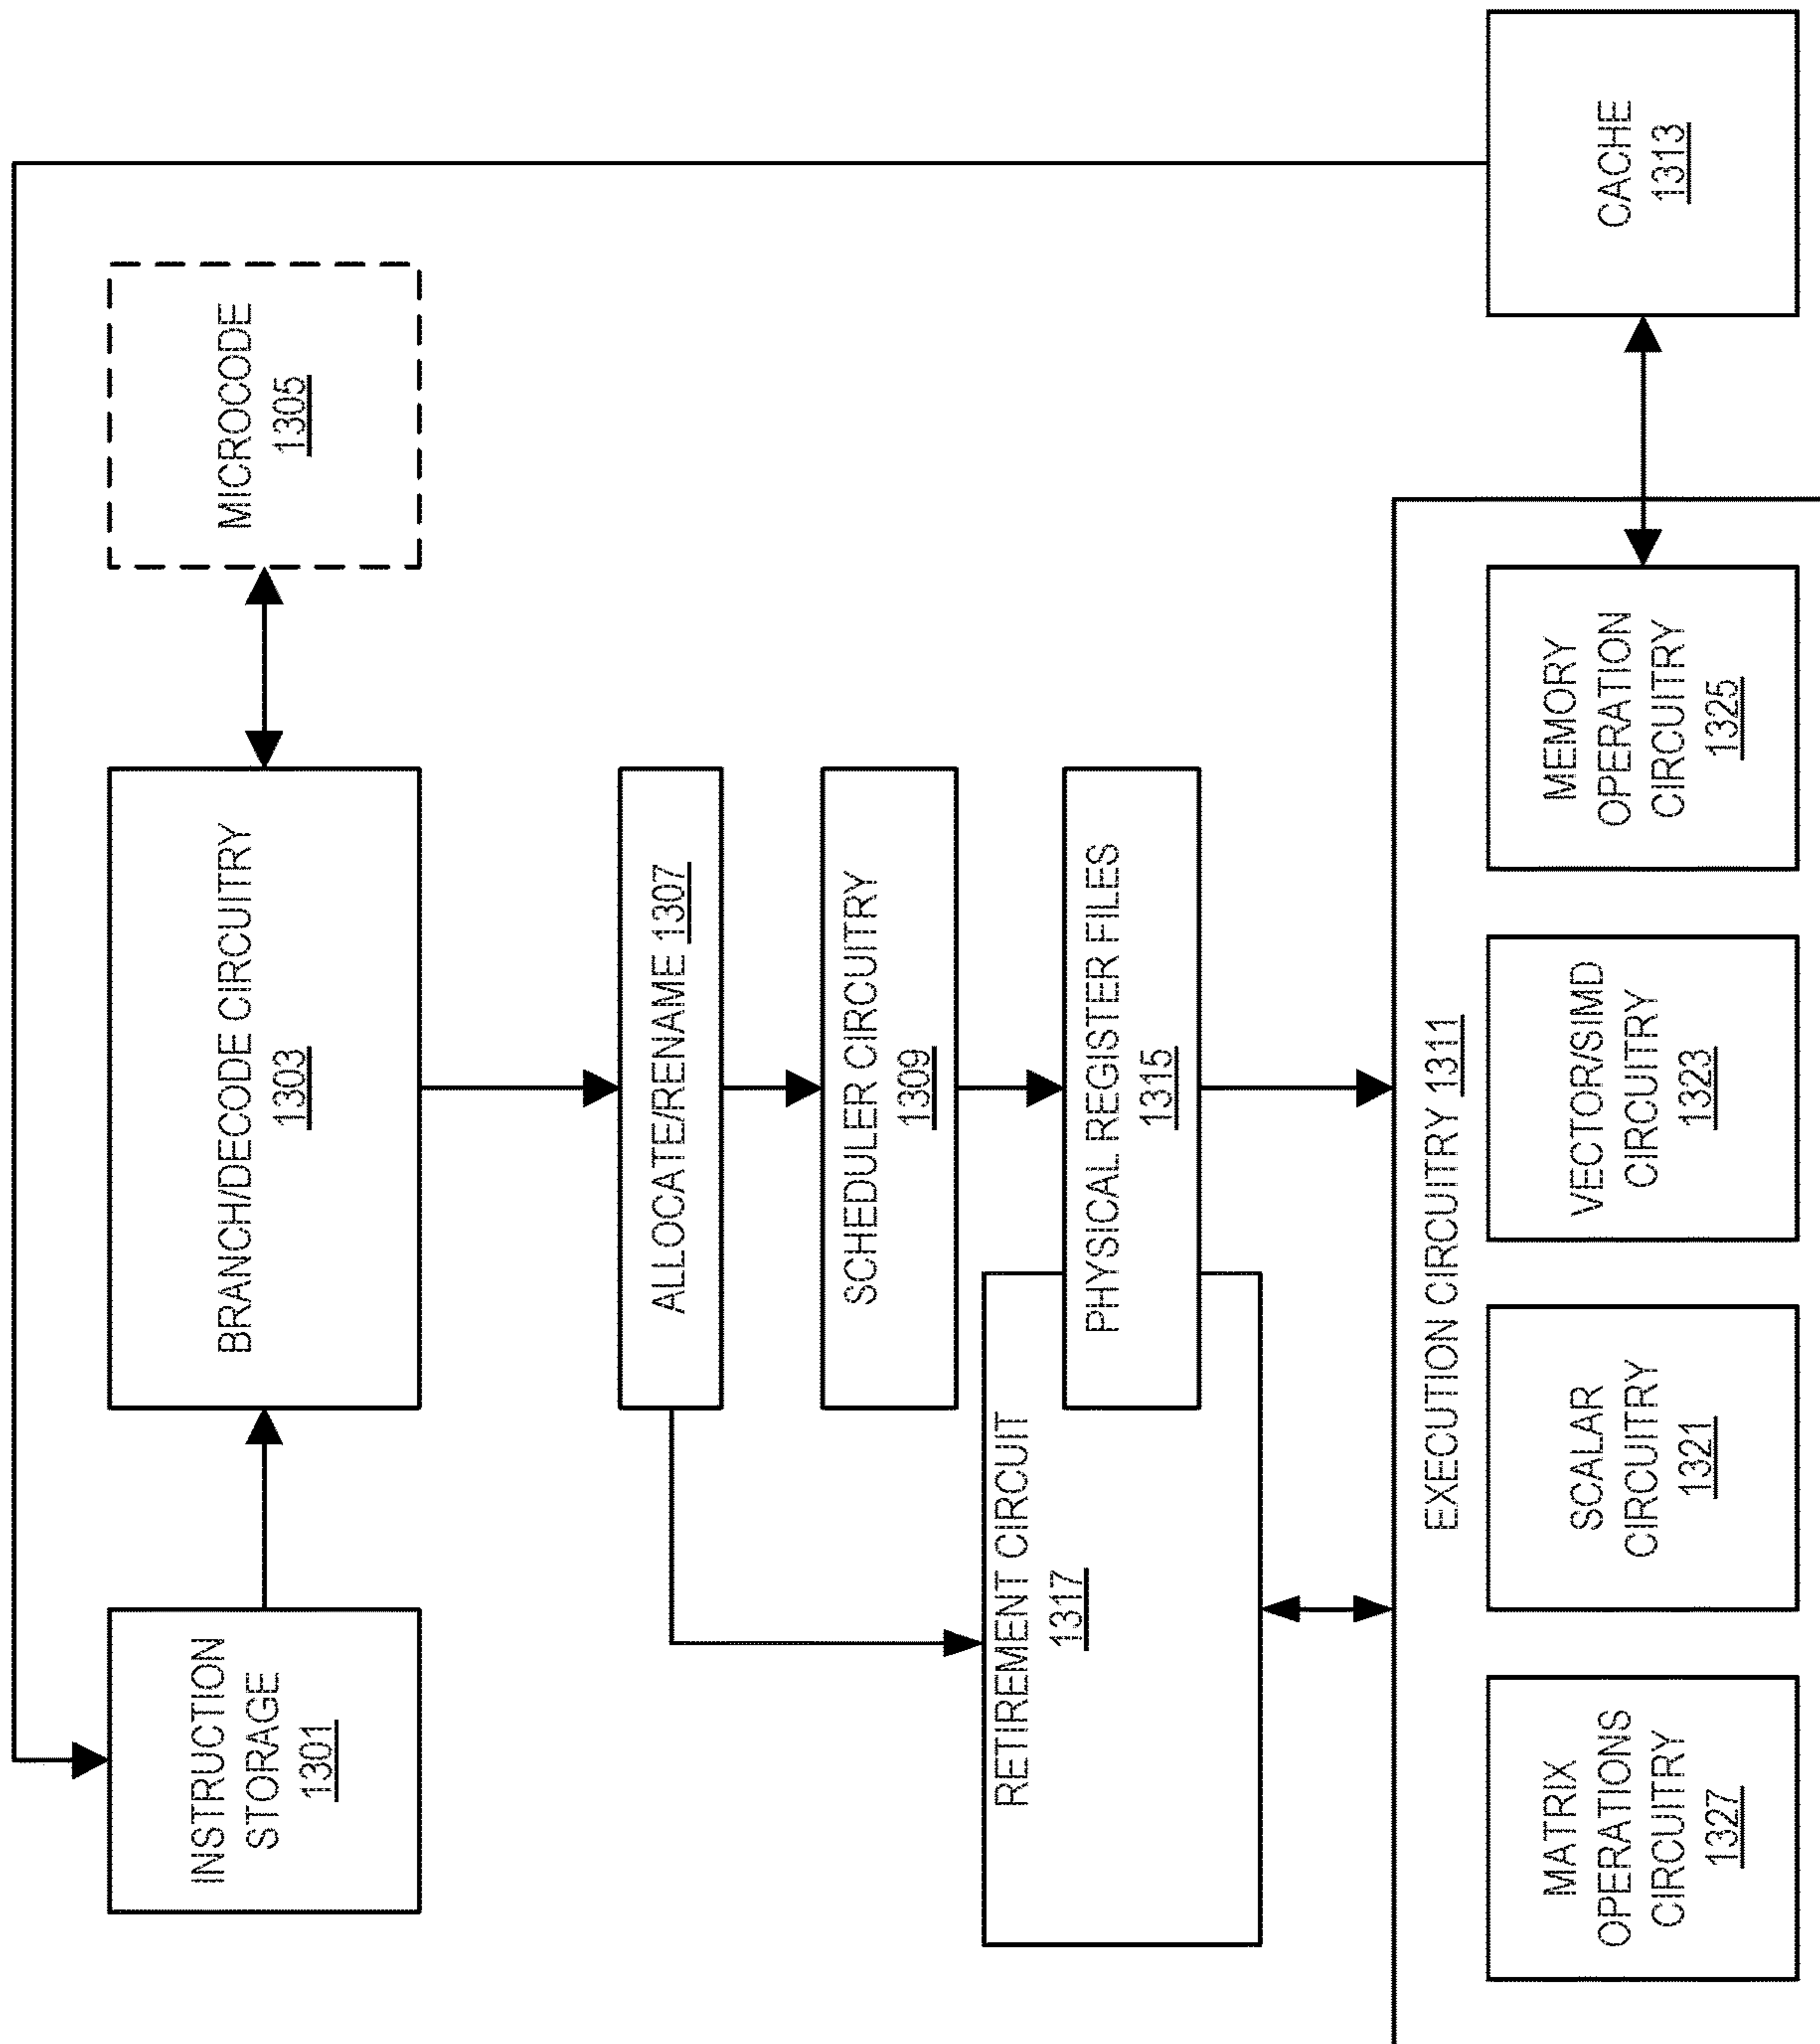 INSTRUCTION
STORAGE
1301
BRANCH/DECODE CIRCUITRY
1303
MICROCODE
1305
ALLOCATE/RENAME 1307
SCHEDULER CIRCUITRY
1309
RETIREMENT CIRCUIT
1317
PHYSICAL REGISTER FILES
1315
EXECUTION CIRCUITRY 1311
MATRIX
OPERATIONS
CIRCUITRY
1327
SCALAR
CIRCUITRY
1321
VECTOR/SIMD
CIRCUITRY
1323
MEMORY
OPERATION
CIRCUITRY
1325
CACHE
1313